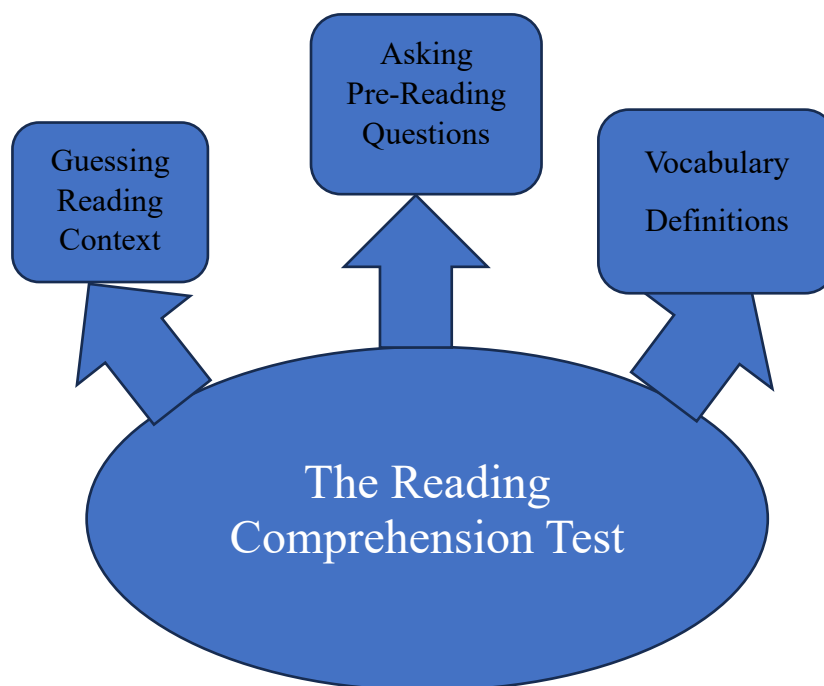 Guessing
Reading
Context
Asking
Pre-Reading
Questions
Vocabulary
Definitions
The Reading
Comprehension Test